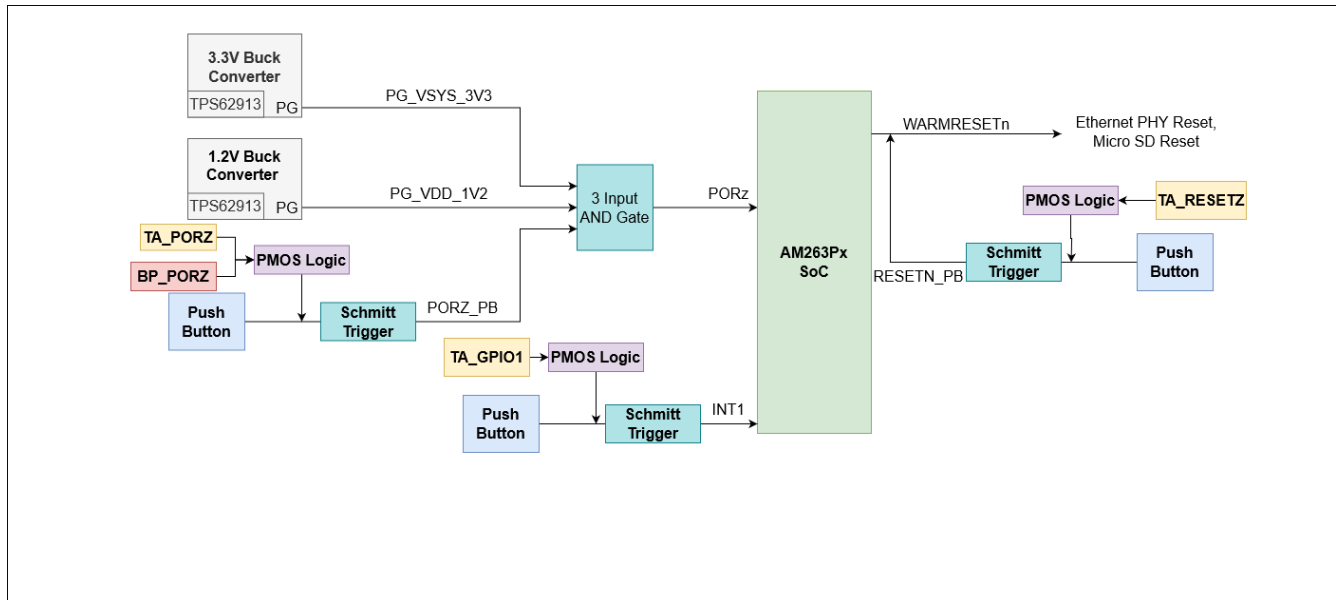 3.3V Buck
Converter
TPS62913
PG
PG_VSYS_3V3
1.2V Buck
Converter
TPS62913
PG
PG_VDD_1V2
TA_PORZ
BP_PORZ
PMOS Logic
Push
Button
Schmitt
Trigger
PORZ_PB
3 Input
AND Gate
PORz
TA_GPIO1
PMOS Logic
Push
Button
Schmitt
Trigger
INT1
AM263Px
SoC
WARMRESETn
Ethernet PHY Reset,
Micro SD Reset
PMOS Logic
TA_RESETZ
RESETN_PB
Schmitt
Trigger
Push
Button